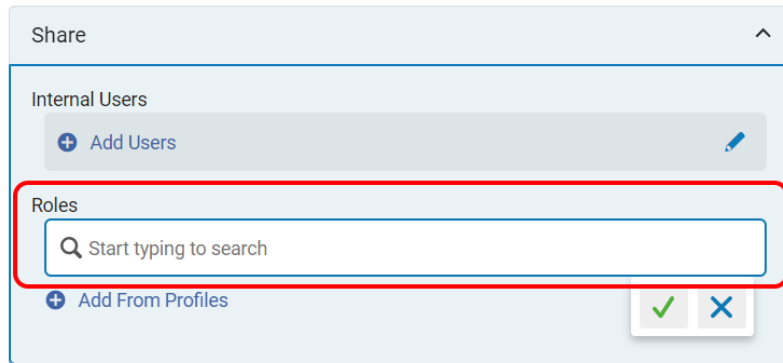 Share
Internal Users
Add Users
Roles
Start typing to search
Add From Profiles